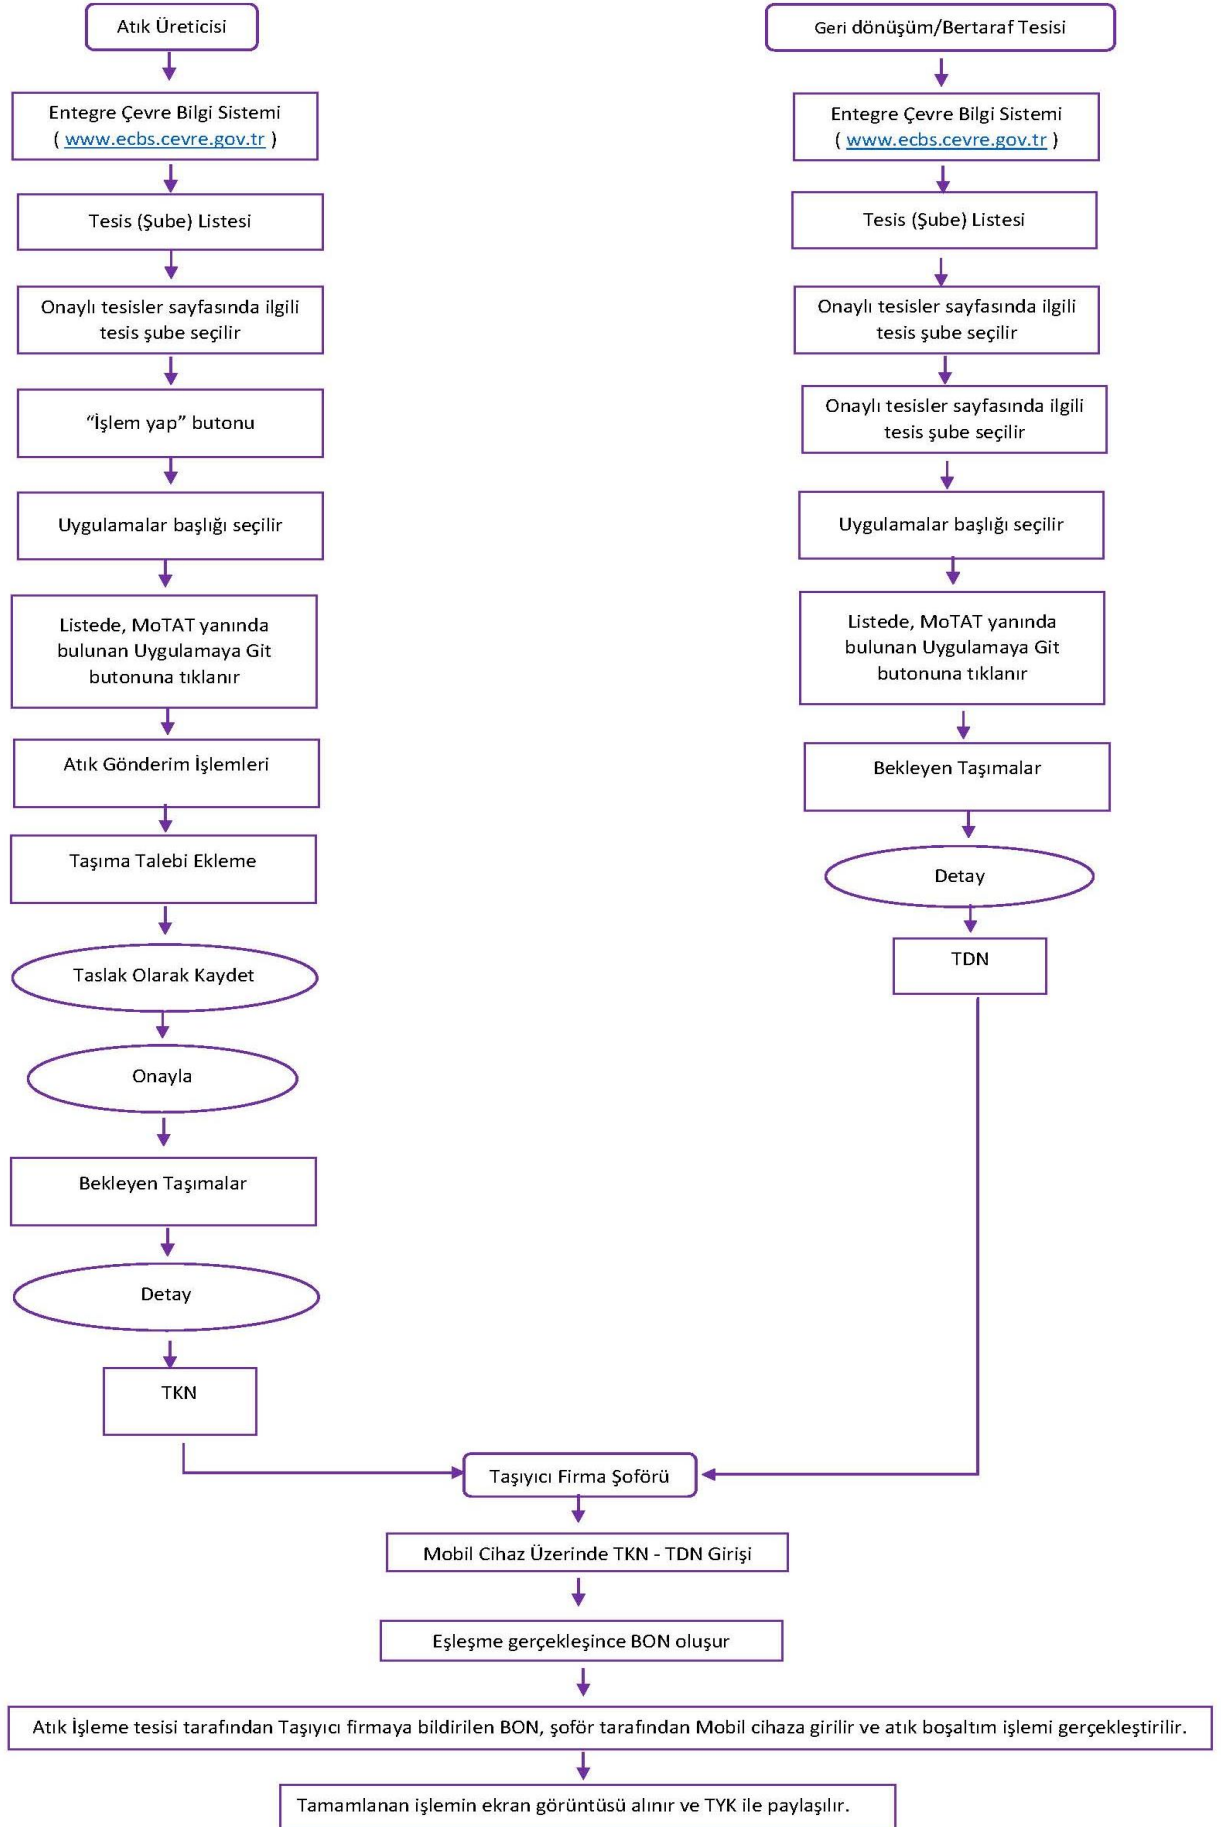 Atık Üreticisi
Entegre Çevre Bilgi Sistemi
( www.ecbs.cevre.gov.tr )
Tesis (Şube) Listesi
Onaylı tesisler sayfasında ilgili
tesis şube seçilir
“İşlem yap” butonu
Uygulamalar başlığı seçilir
Listede, MoTAT yanında
bulunan Uygulamaya Git
butonuna tıklanır
Atık Gönderim İşlemleri
Taşıma Talebi Ekleme
Taslak Olarak Kaydet
Onayla
Bekleyen Taşımalar
Detay
TKN
Geri dönüşüm/Bertaraf Tesisi
Entegre Çevre Bilgi Sistemi
( www.ecbs.cevre.gov.tr )
Tesis (Şube) Listesi
Onaylı tesisler sayfasında ilgili
tesis şube seçilir
Onaylı tesisler sayfasında ilgili
tesis şube seçilir
Uygulamalar başlığı seçilir
Listede, MoTAT yanında
bulunan Uygulamaya Git
butonuna tıklanır
Bekleyen Taşımalar
Detay
TDN
Taşıyıcı Firma Şoförü
Mobil Cihaz Üzerinde TKN - TDN Girişi
Eşleşme gerçekleşince BON oluşur
Atık İşleme tesisi tarafından Taşıyıcı firmaya bildirilen BON, şoför tarafından Mobil cihaza girilir ve atık boşaltım işlemi gerçekleştirilir.
Tamamlanan işlemin ekran görüntüsü alınır ve TYK ile paylaşılır.